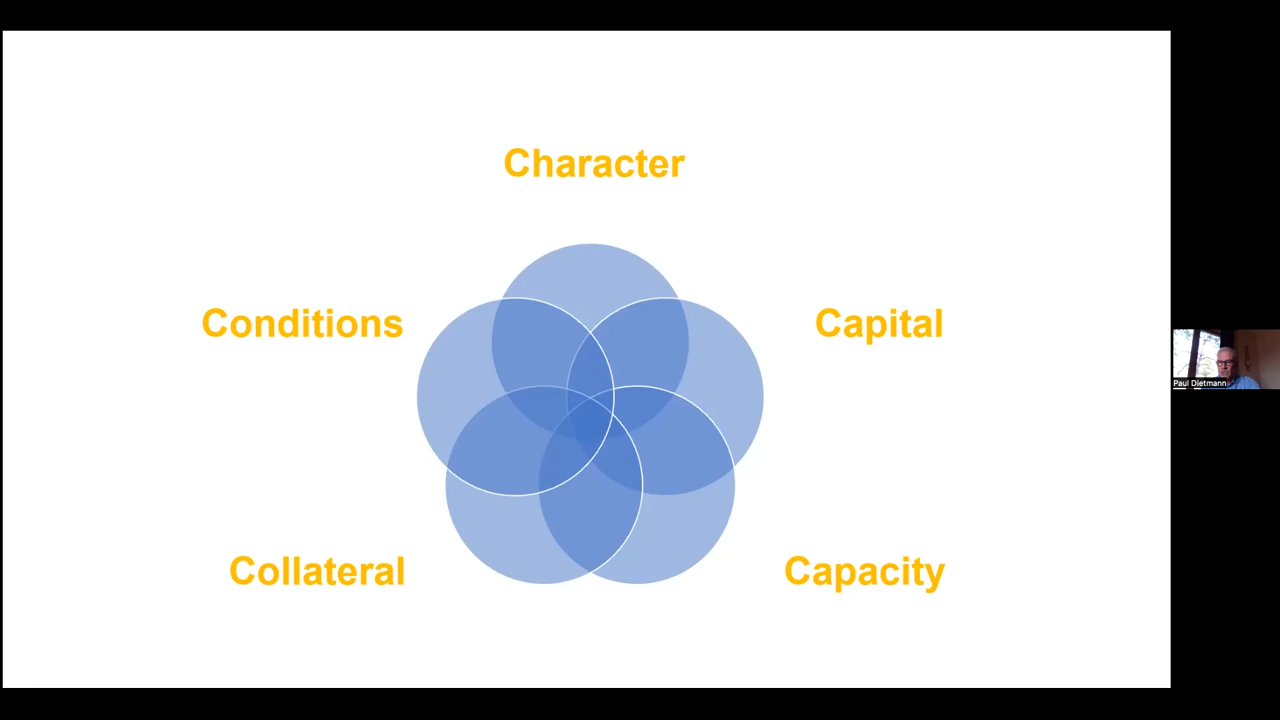 Character
Conditions
Capital
Collateral
Capacity
Paul Dietmann